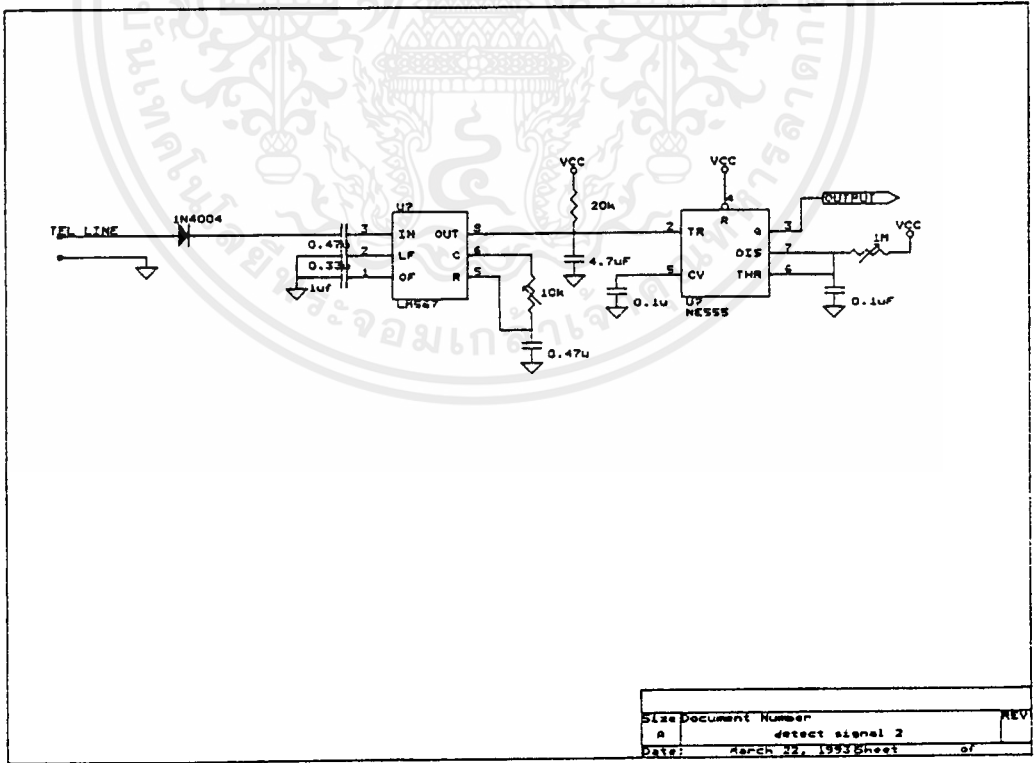 VCC
VCC
TEL LINE
1N4004
U?
20k
4
R
OUTPUT
0.47u
3 IN OUT 8
2 TR Q 3
VCC
0.33u
2 LF C 6
DIS 7
1M
1uf
1 OF R 5
4.7uF
5 CV THR 6
LM567
10k
0.1u
U?
NE555
0.1uF
0.47u
Size Document Number REV
A detect signal 2
Date: March 22, 1993 Sheet of